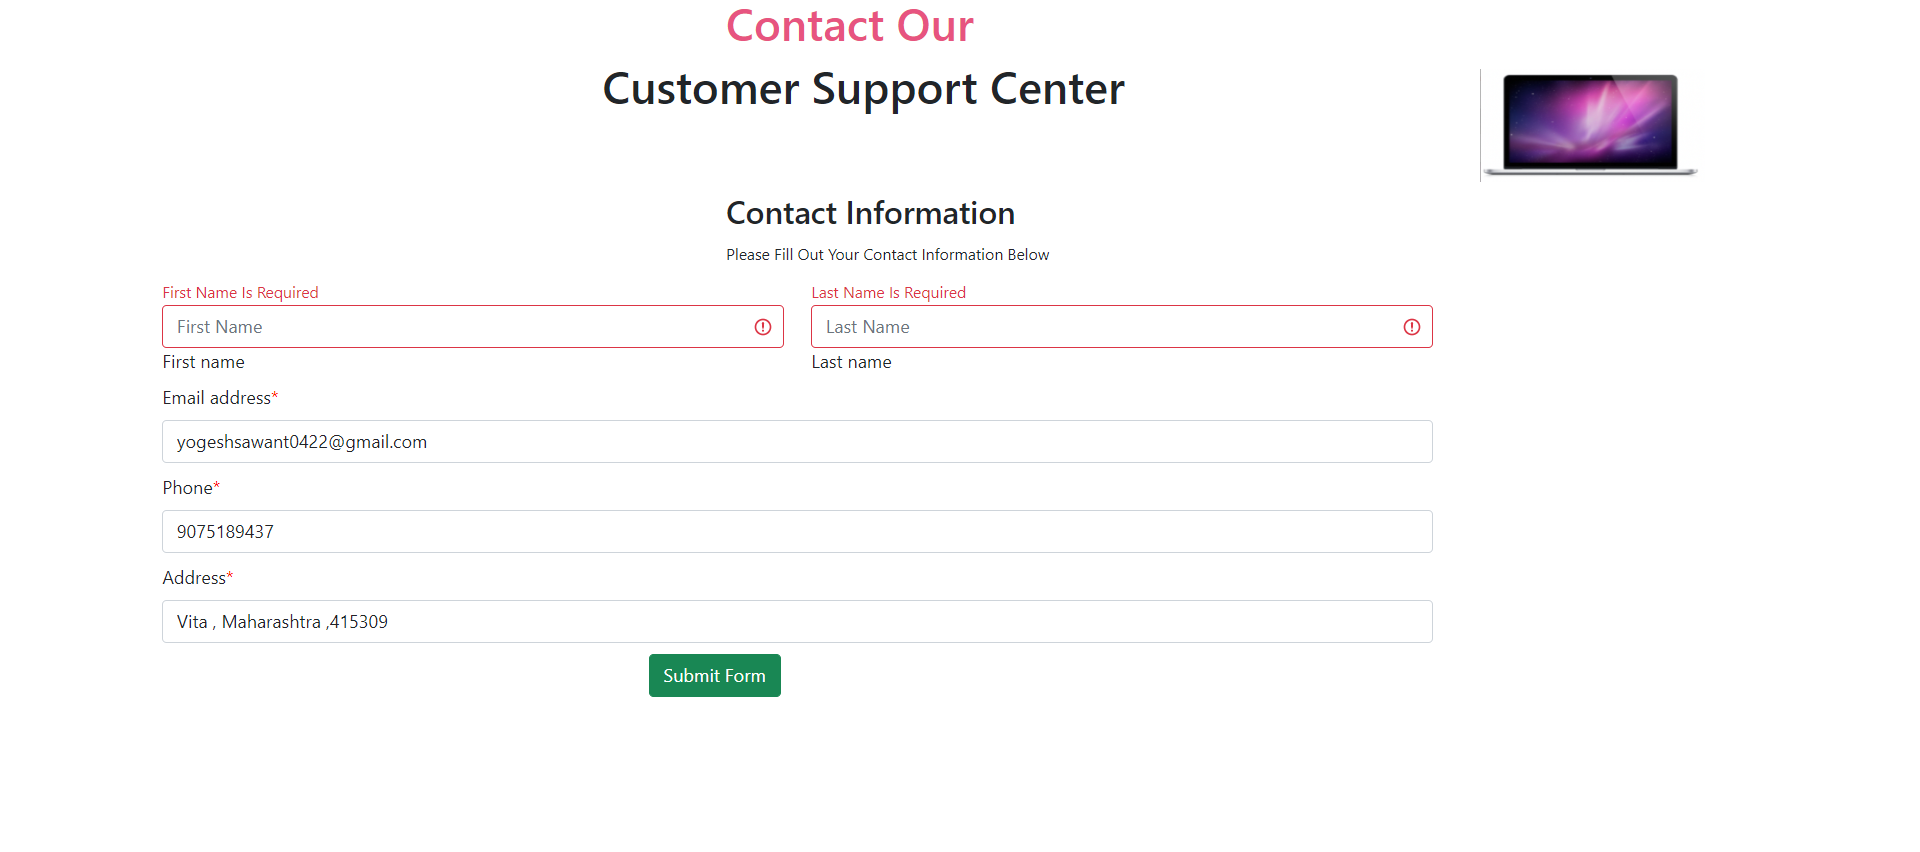 Contact Our
Customer Support Center
Contact Information
Please Fill Out Your Contact Information Below
First Name Is Required
Last Name Is Required
First Name
Last Name
First name
Last name
Email address*
yogeshsawant0422@gmail.com
Phone*
9075189437
Address*
Vita , Maharashtra ,415309
Submit Form